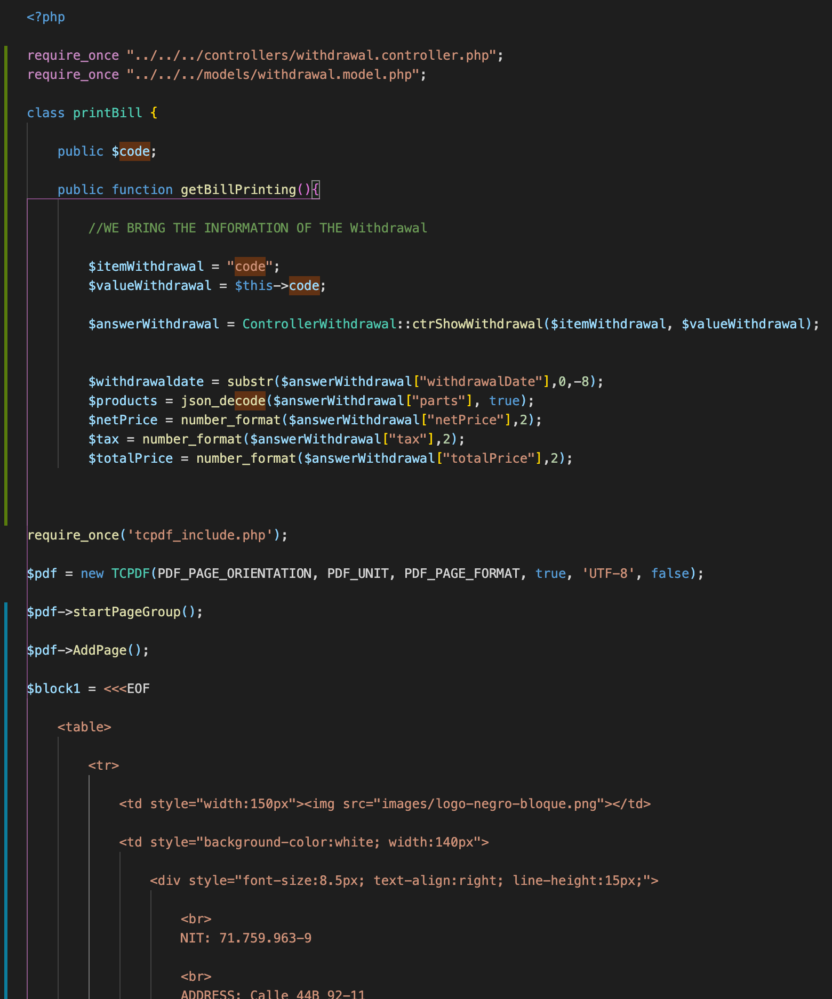 <?php
require_once "../../../controllers/withdrawal.controller.php";
require_once "../../../models/withdrawal.model.php";
class printBill {
public $code;
public function getBillPrinting(){
//WE BRING THE INFORMATION OF THE Withdrawal
$itemWithdrawal = "code";
$valueWithdrawal = $this->code;
$answerWithdrawal = ControllerWithdrawal::ctrShowWithdrawal($itemWithdrawal, $valueWithdrawal);
$withdrawaldate = substr($answerWithdrawal["withdrawalDate"],0,-8);
$products = json_decode($answerWithdrawal["parts"], true);
$netPrice = number_format($answerWithdrawal["netPrice"],2);
$tax = number_format($answerWithdrawal["tax"],2);
$totalPrice = number_format($answerWithdrawal["totalPrice"],2);
require_once('tcpdf_include.php');
$pdf = new TCPDF(PDF_PAGE_ORIENTATION, PDF_UNIT, PDF_PAGE_FORMAT, true, 'UTF-8', false);
$pdf->startPageGroup();
$pdf->AddPage();
$block1 = <<<EOF
<table>
<tr>
<td style="width:150px"><img src="images/logo-negro-bloque.png"></td>
<td style="background-color:white; width:140px">
<div style="font-size:8.5px; text-align:right; line-height:15px;">
<br>
NIT: 71.759.963-9
<br>
ADDRESS: Calle 44B 92-11